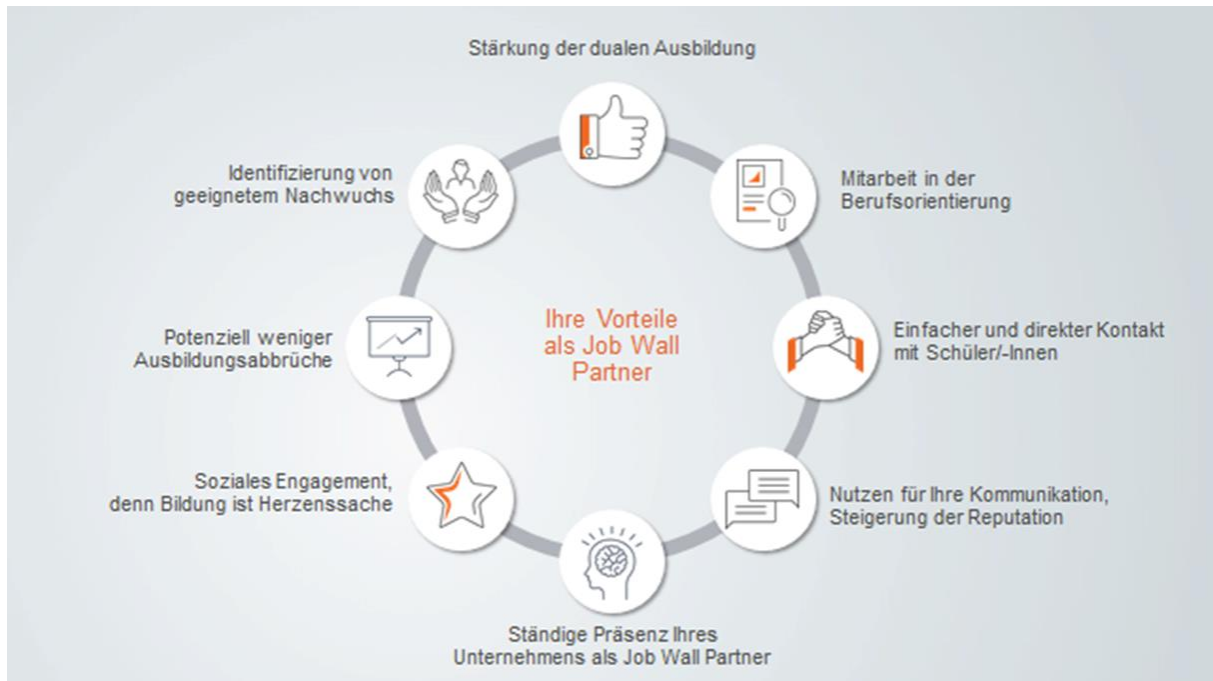 Stärkung der dualen Ausbildung
Identifizierung von
geeignetem Nachwuchs
Mitarbeit in der
Berufsorientierung
Ihre Vorteile
als Job Wall
Partner
Potenziell weniger
Ausbildungsabbrüche
Einfacher und direkter Kontakt
mit Schüler/-Innen
Soziales Engagement,
denn Bildung ist Herzenssache
Nutzen für Ihre Kommunikation,
Steigerung der Reputation
Ständige Präsenz Ihres
Unternehmens als Job Wall Partner